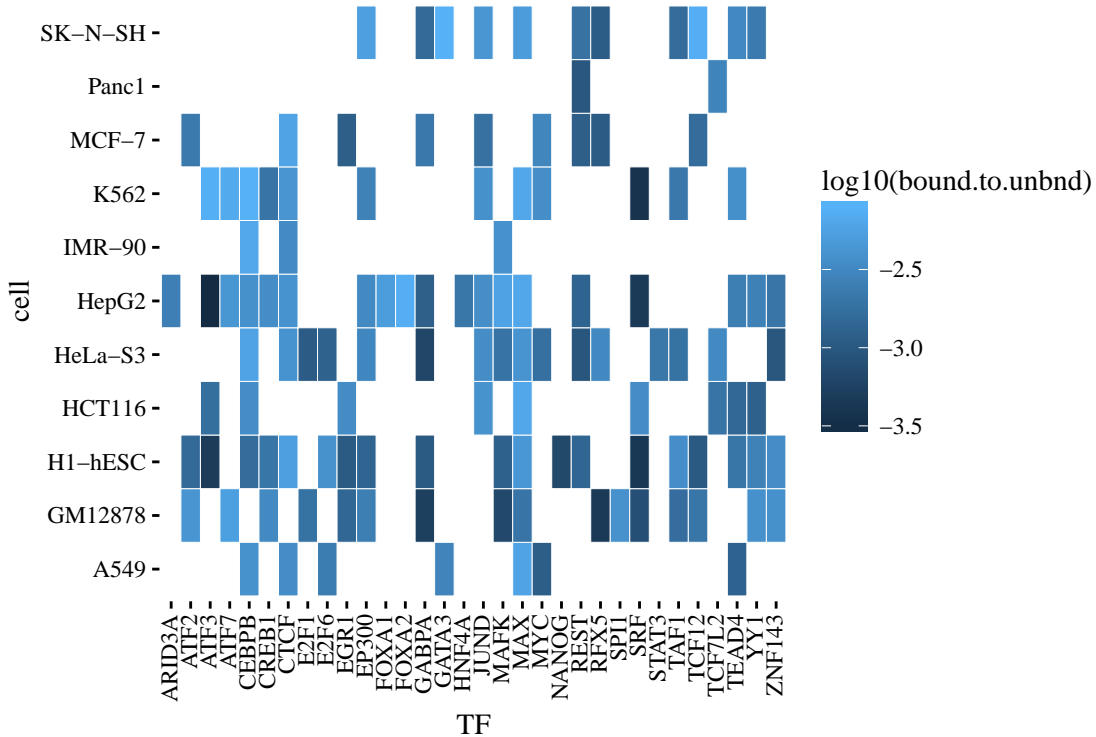 SK−N−SH
Panc1
MCF−7
K562
IMR−90
HepG2
HeLa−S3
HCT116
H1−hESC
GM12878
A549
cell
ARID3A
ATF2
ATF3
ATF7
CEBPB
CREB1
CTCF
E2F1
E2F6
EGR1
EP300
FOXA1
FOXA2
GABPA
GATA3
HNF4A
JUND
MAFK
MAX
MYC
NANOG
REST
RFX5
SPI1
SRF
STAT3
TAF1
TCF12
TCF7L2
TEAD4
YY1
ZNF143
TF
log10(bound.to.unbnd)
−2.5
−3.0
−3.5